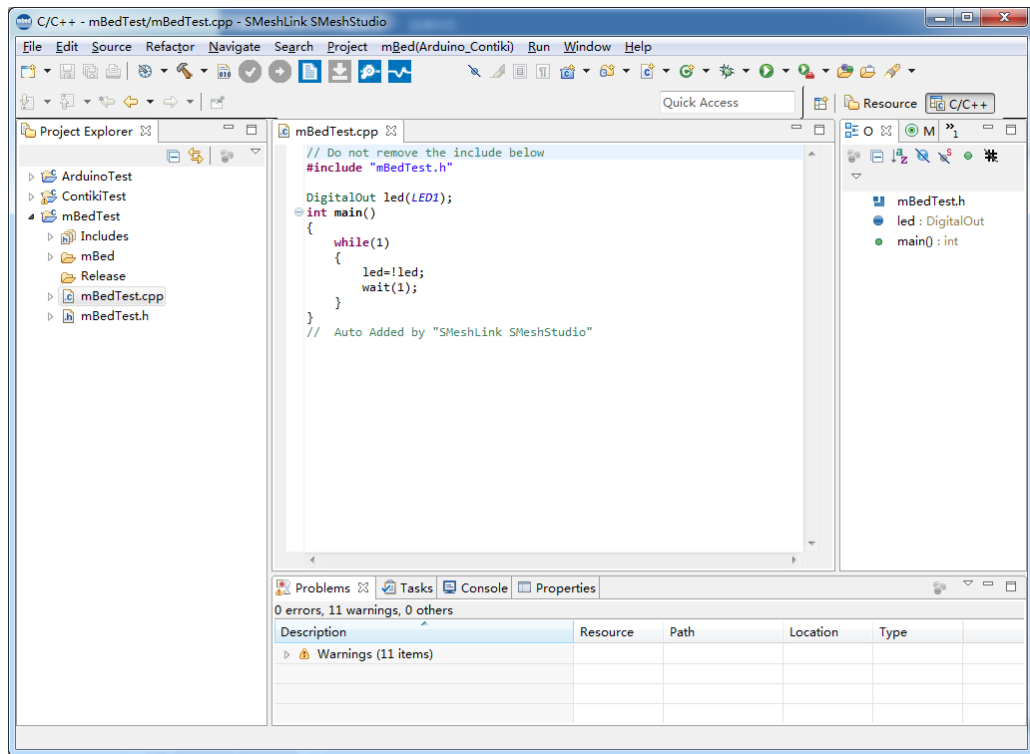 C/C++ - mBedTest/mBedTest.cpp - SMeshLink SMeshStudio
File Edit Source Refactor Navigate Search Project mBed(Arduino_Contiki) Run Window Help
Quick Access
Resource
C/C++
Project Explorer
ArduinoTest
ContikiTest
mBedTest
Includes
mBed
Release
mBedTest.cpp
mBedTest.h
mBedTest.cpp
// Do not remove the include below
#include "mBedTest.h"
DigitalOut led(LED1);
int main()
{
while(1)
{
led=!led;
wait(1);
}
}
// Auto Added by "SMeshLink SMeshStudio"
O M »1
mBedTest.h
led : DigitalOut
main() : int
Problems Tasks Console Properties
0 errors, 11 warnings, 0 others
Description Resource Path Location Type
Warnings (11 items)